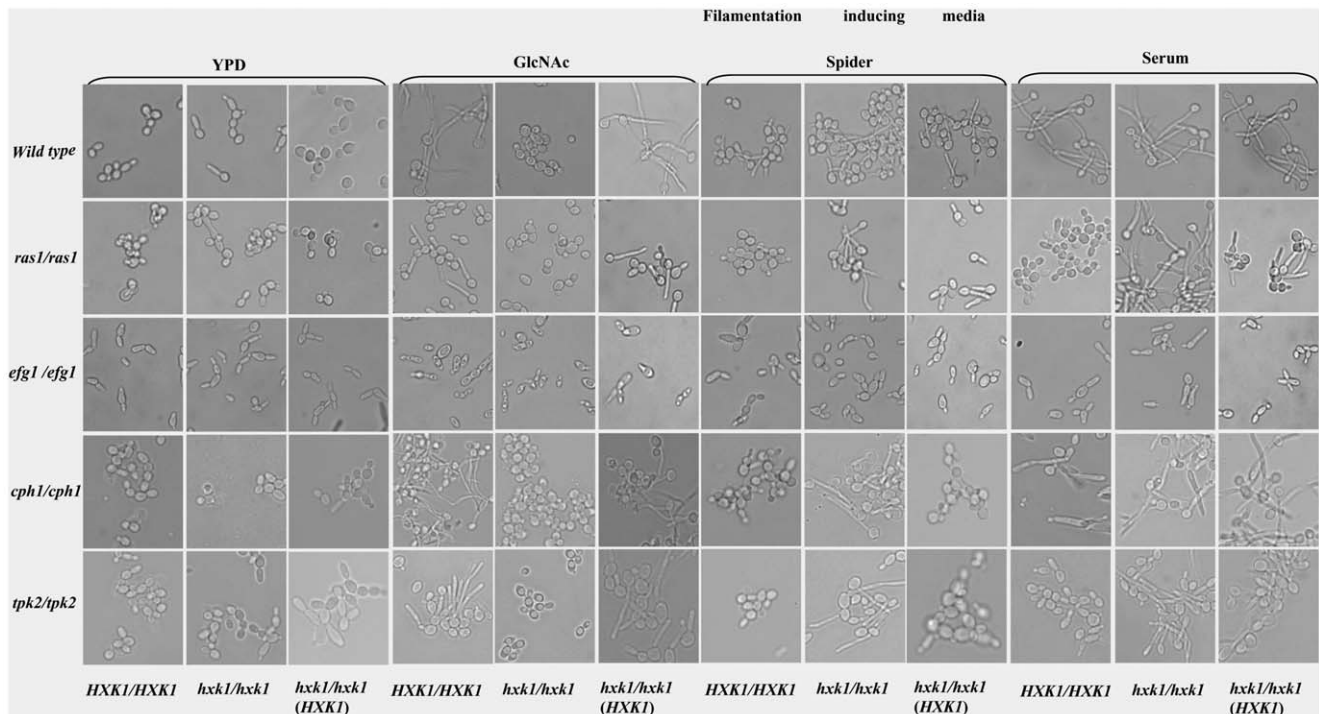 Filamentation inducing media
YPD GlcNAc Spider Serum
Wild type
ras1/ras1
efg1 /efg1
cph1/cph1
tpk2/tpk2
HXK1/HXK1 hxk1/hxk1 hxk1/hxk1 HXK1/HXK1 hxk1/hxk1 hxk1/hxk1 HXK1/HXK1 hxk1/hxk1 hxk1/hxk1 HXK1/HXK1 hxk1/hxk1 hxk1/hxk1
(HXK1) (HXK1) (HXK1) (HXK1)